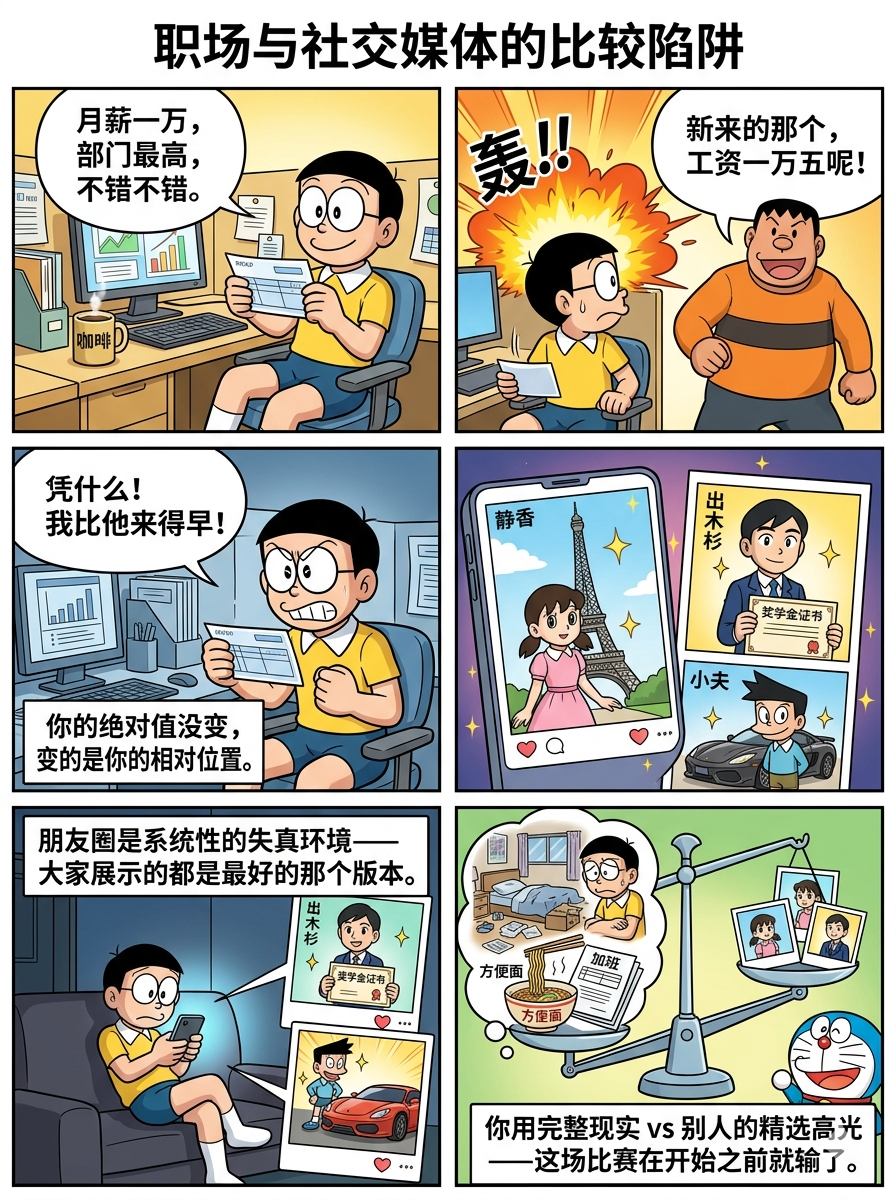 职场与社交媒体的比较陷阱
月薪一万，
部门最高，
不错不错。
咖啡
轰!!
新来的那个，
工资一万五呢！
凭什么！
我比他来得早！
你的绝对值没变，
变的是你的相对位置。
静香
出木杉
奖学金证书
小夫
朋友圈是系统性的失真环境——
大家展示的都是最好的那个版本。
出木杉
奖学金证书
加班
方便面
方便面
你用完整现实 vs 别人的精选高光
——这场比赛在开始之前就输了。